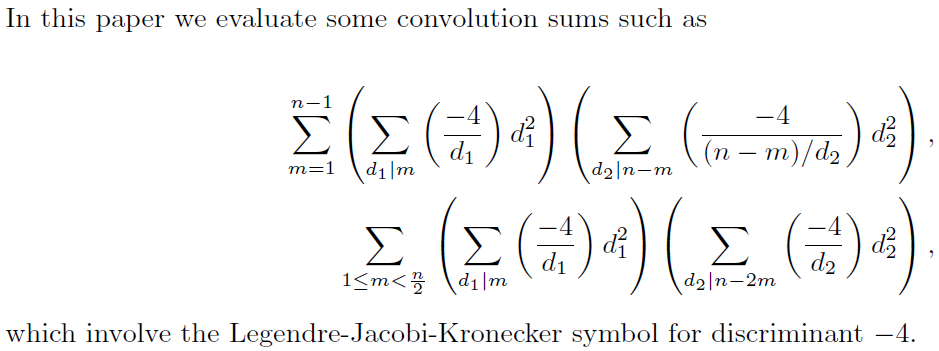 In this paper we evaluate some convolution sums such as
\sum_{m=1}^{n-1} \left( \sum_{d_1|m} \left( \frac{-4}{d_1} \right) d_1^2 \right) \left( \sum_{d_2|n-m} \left( \frac{-4}{(n-m)/d_2} \right) d_2^2 \right),
\sum_{1 \leq m < \frac{n}{2}} \left( \sum_{d_1|m} \left( \frac{-4}{d_1} \right) d_1^2 \right) \left( \sum_{d_2|n-2m} \left( \frac{-4}{d_2} \right) d_2^2 \right),
which involve the Legendre-Jacobi-Kronecker symbol for discriminant −4.